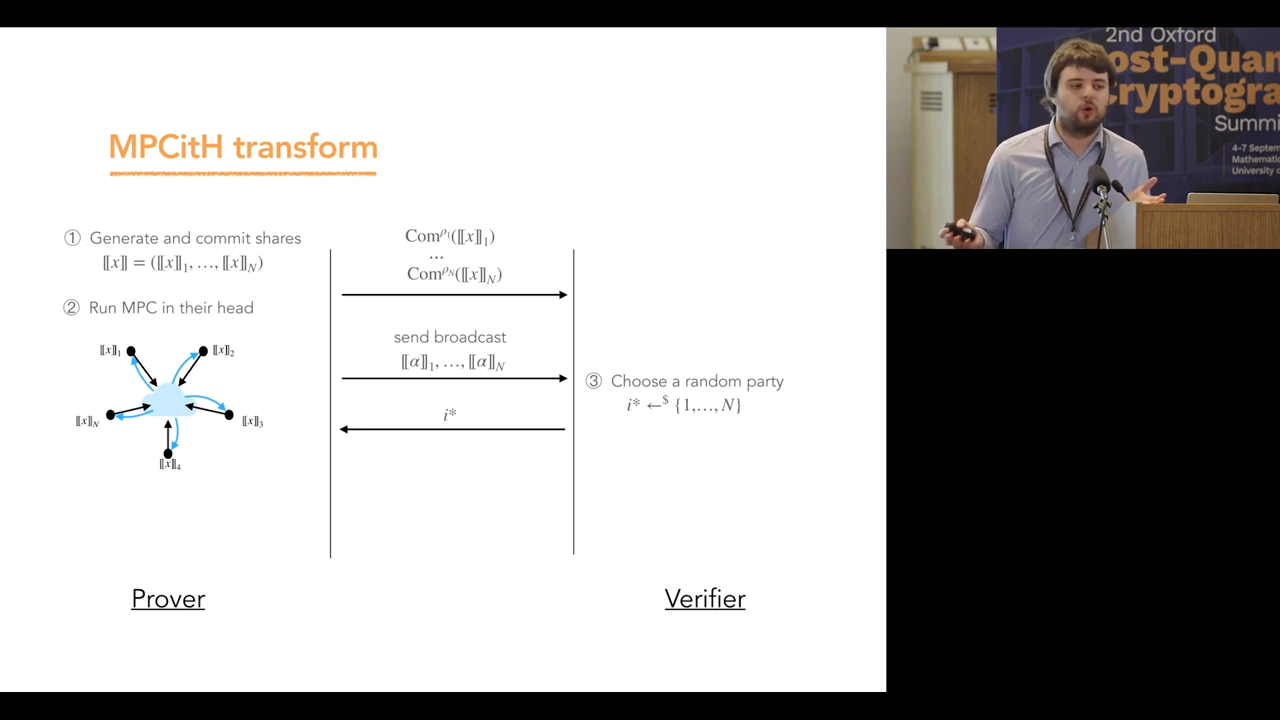 MPCitH transform
① Generate and commit shares
⟦x⟧ = (⟦x⟧₁, …, ⟦x⟧_N)
② Run MPC in their head
⟦x⟧₁
⟦x⟧₂
⟦x⟧_N
⟦x⟧₃
⟦x⟧₄
Com^ρ₁(⟦x⟧₁)
...
Com^ρ_N(⟦x⟧_N)
send broadcast
⟦α⟧₁, …, ⟦α⟧_N
i*
③ Choose a random party
i* ←$ {1,…, N}
Prover
Verifier
2nd Oxford
ost-Quan
ryptogra
Summi
4-7 Septem
Mathematic
University o